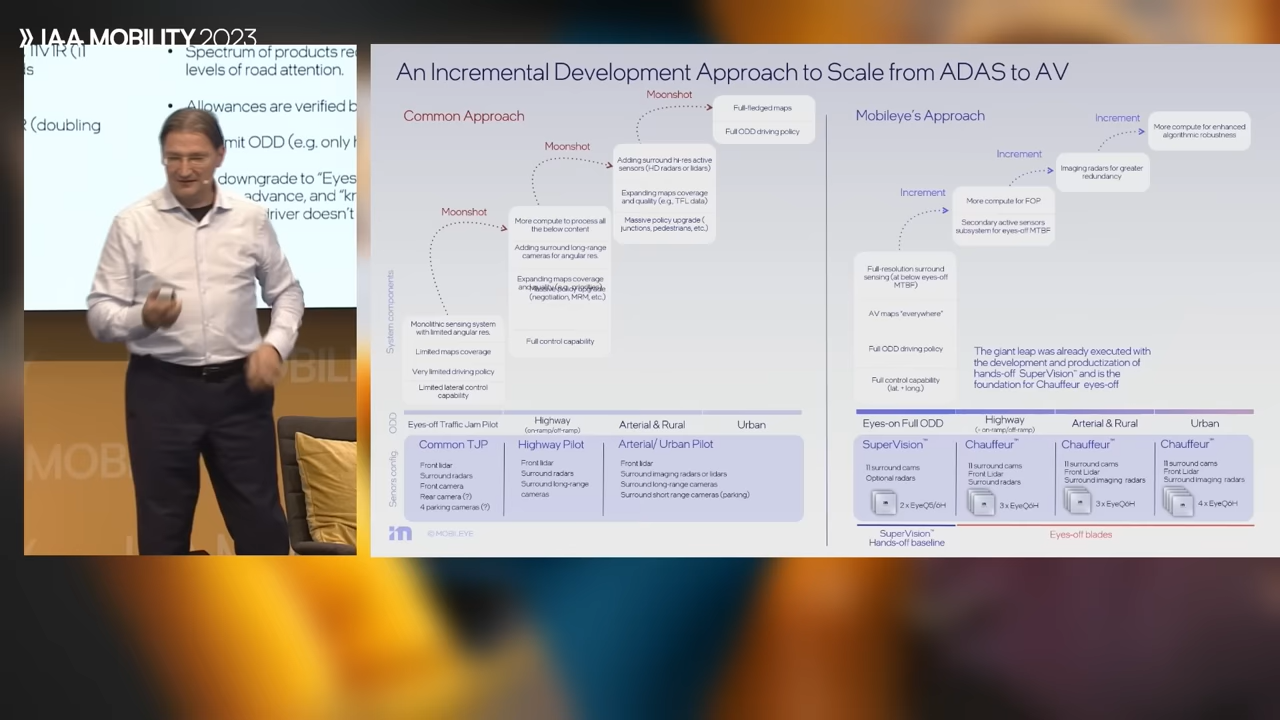 IAA MOBILITY 2023
Spectrum of products re
levels of road attention.
Allowances are verified b
R (doubling
mit ODD (e.g. only h
downgrade to "Eyes
advance, and "kn
driver doesn't
An Incremental Development Approach to Scale from ADAS to AV
Common Approach
Moonshot
Moonshot
Moonshot
Full-fledged maps
Full ODD driving policy
Adding surround hi-res active
sensors (HD radars or lidars)
Expanding maps coverage
and quality (e.g., TFL data)
Massive policy upgrade (
junctions, pedestrians, etc.)
More compute to process all
the below content
Adding surround long-range
cameras for angular res.
Expanding maps coverage
Massive policy upgrade
(negotiation, MRM, etc.)
Full control capability
Monolithic sensing system
with limited angular res.
Limited maps coverage
Very limited driving policy
Limited lateral control
capability
System components
ODD
Sensors config
Eyes-off Traffic Jam Pilot
Highway
(on-ramp/off-ramp)
Arterial & Rural
Urban
Common TJP
Front lidar
Surround radars
Front camera
Rear camera (?)
4 parking cameras (?)
Highway Pilot
Front lidar
Surround radars
Surround long-range
cameras
Arterial/ Urban Pilot
Front lidar
Surround imaging radars or lidars
Surround long-range cameras
Surround short range cameras (parking)
© MOBILEYE
Mobileye's Approach
Increment
Increment
Increment
More compute for enhanced
algorithmic robustness
Imaging radars for greater
redundancy
More compute for FOP
Secondary active sensors
subsystem for eyes-off MTBF
Full-resolution surround
sensing (at below eyes-off
MTBF)
AV maps "everywhere"
Full ODD driving policy
Full control capability
(lat. + long.)
The giant leap was already executed with
the development and productization of
hands-off SuperVision™ and is the
foundation for Chauffeur eyes-off
Eyes-on Full ODD
Highway
(+ on-ramp/off-ramp)
Arterial & Rural
Urban
SuperVision™
11 surround cams
Optional radars
2 x EyeQ5/6H
Chauffeur™
11 surround cams
Front Lidar
Surround radars
3 x EyeQ6H
Chauffeur™
11 surround cams
Front Lidar
Surround imaging radars
3 x EyeQ6H
Chauffeur™
11 surround cams
Front Lidar
Surround imaging radars
4 x EyeQ6H
SuperVision™
Hands-off baseline
Eyes-off blades
MOB